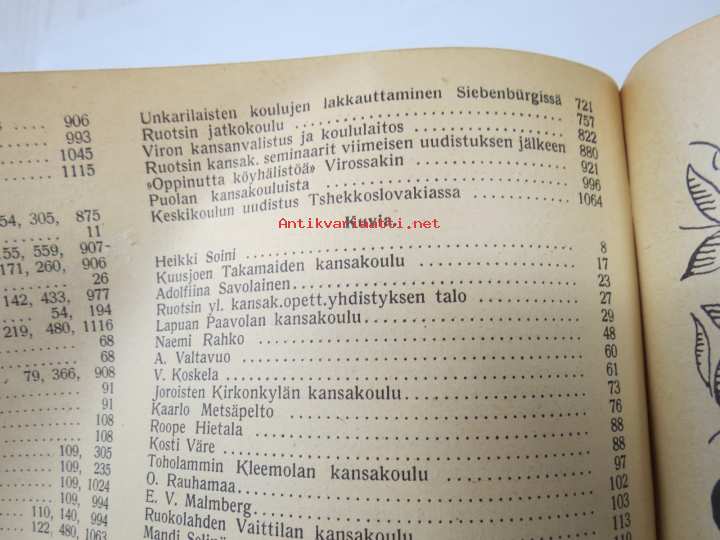 906
993
1045
1115
54, 305, 875
11
155, 559, 907-
171, 260, 906
26
142, 433, 977
54, 194
219, 480, 1116
68
68
79, 366, 908
91
91
108
108
109, 305
109, 235
109, 1024
109, 994
110, 140, 994
122, 480, 1063
Unkarilaisten koulujen lakkauttaminen Siebenbürgissä 721
Ruotsin jatkokoulu 757
Viron kansanvalistus ja koululaitos 822
Ruotsin kansak. seminaarit viimeisen uudistuksen jälkeen 880
»Oppinutta köyhälistöä» Virossakin 921
Puolan kansakouluista 996
Keskikoulun uudistus Tshekkoslovakiassa 1064
Antikvariaatti.net
Kuvia.
Heikki Soini 8
Kuusjoen Takamaiden kansakoulu 17
Adolfiina Savolainen 23
Ruotsin yl. kansak.opett.yhdistyksen talo 27
Lapuan Paavolan kansakoulu 29
Naemi Rahko 48
A. Valtavuo 60
V. Koskela 61
Joroisten Kirkonkylän kansakoulu 73
Kaarlo Metsäpelto 76
Roope Hietala 88
Kosti Väre 88
Toholammin Kleemolan kansakoulu 97
O. Rauhamaa 102
E. V. Malmberg 103
Ruokolahden Vaittilan kansakoulu 113
Mandi